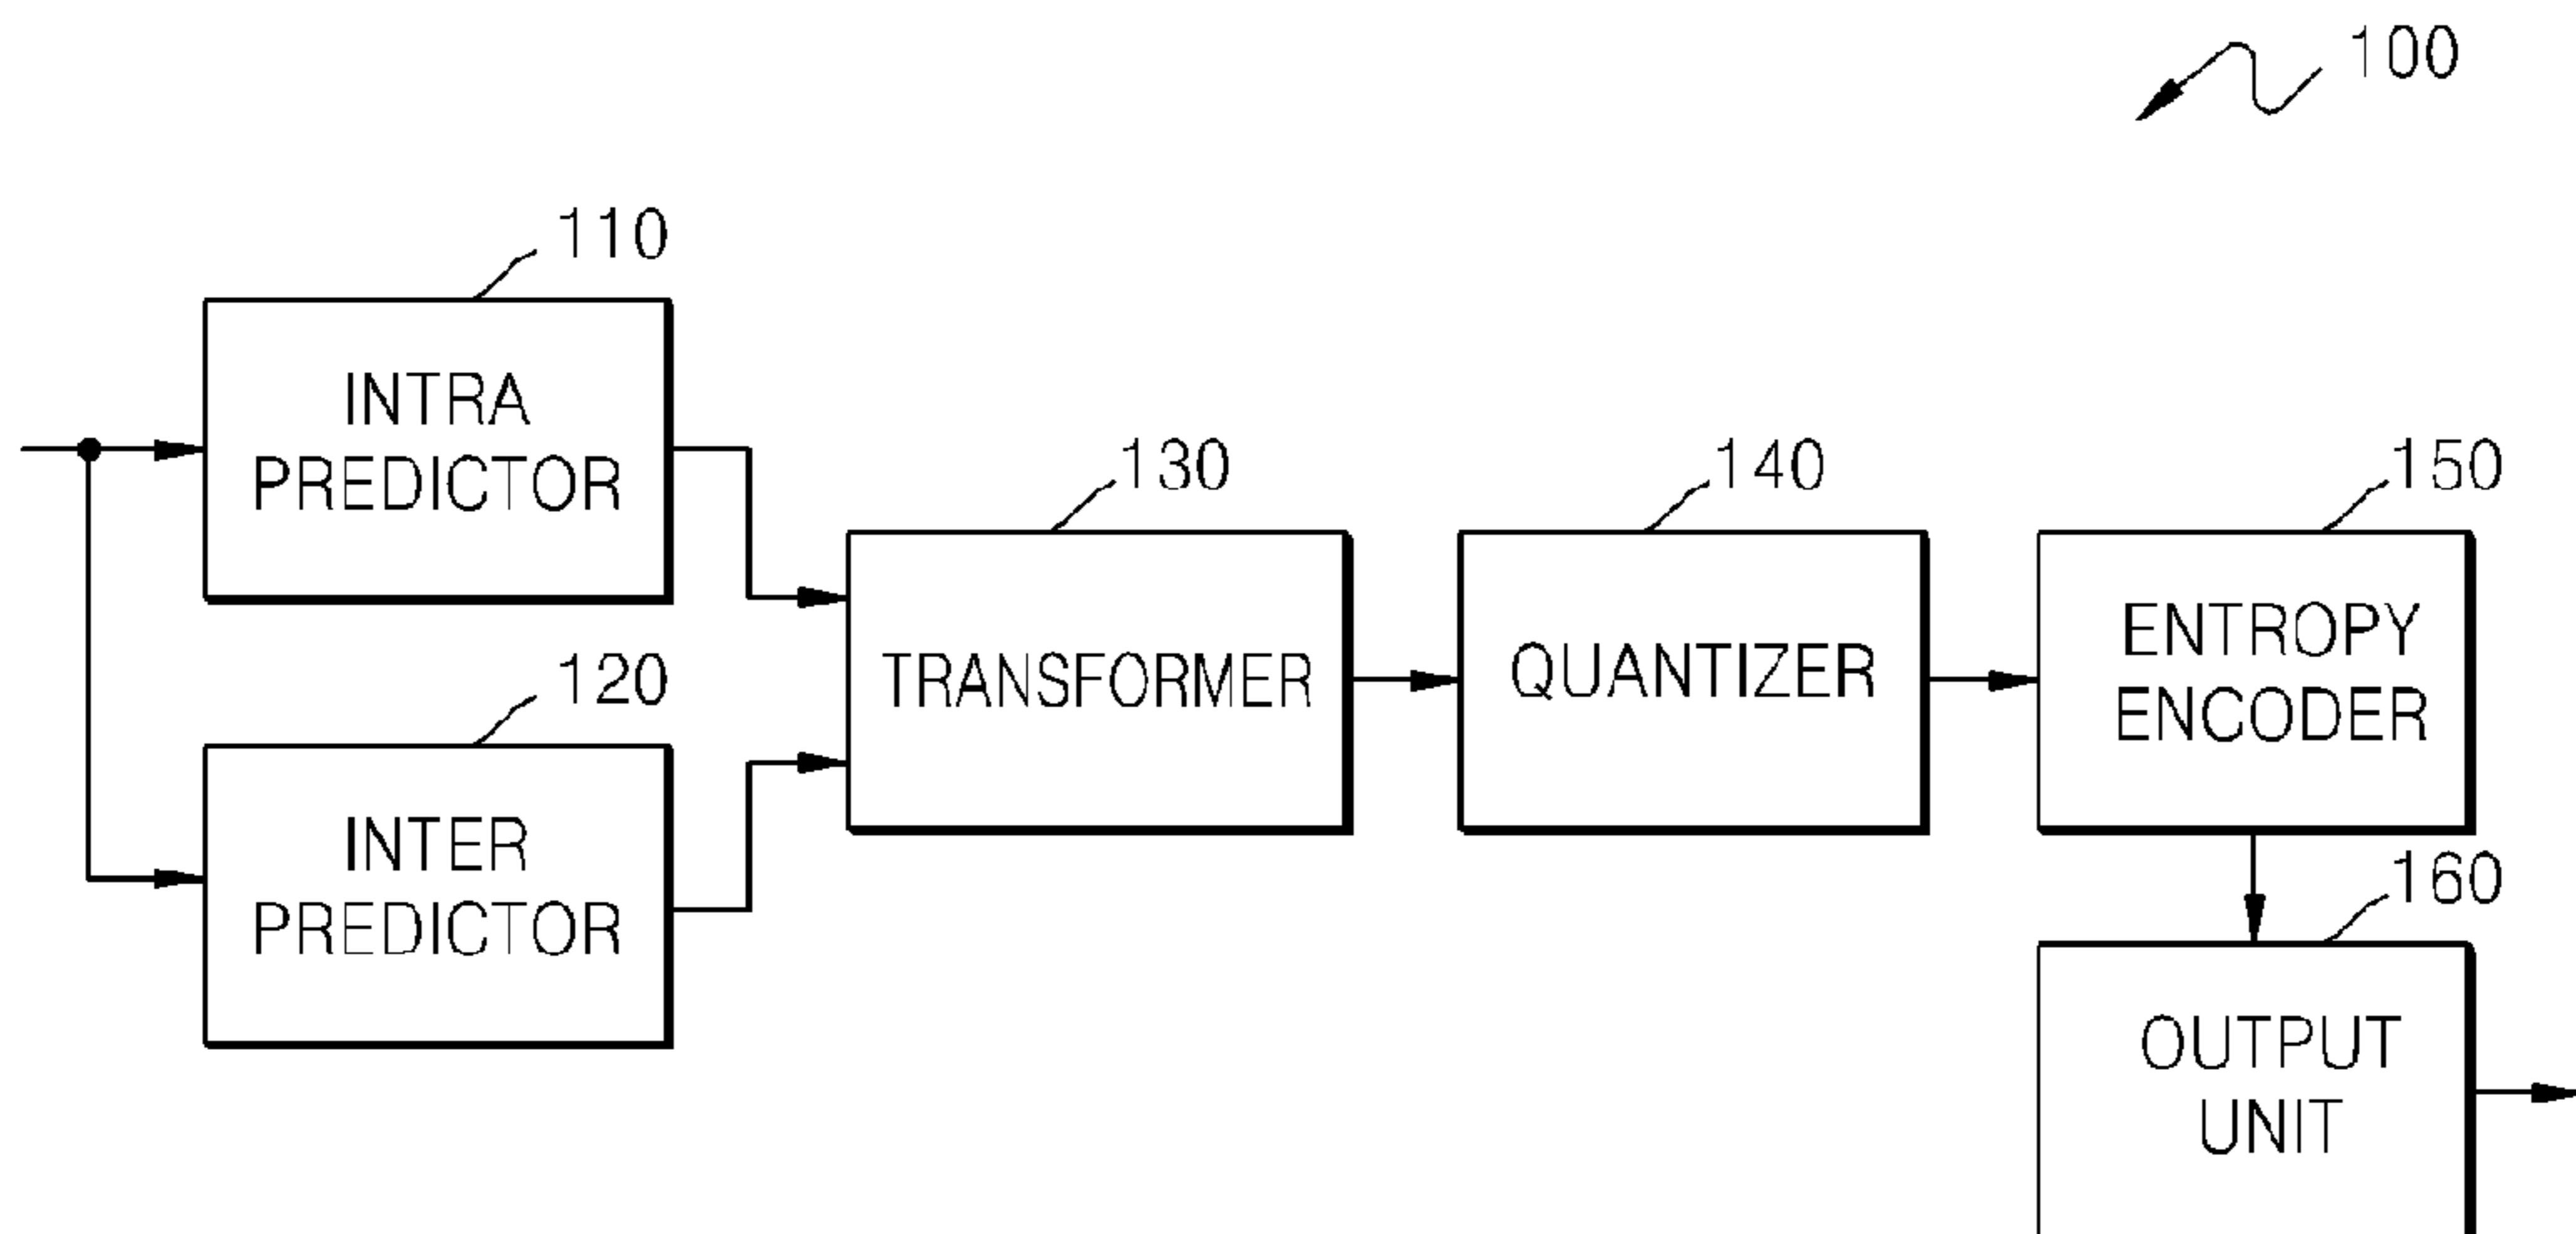 100
110
INTRA
PREDICTOR
120
INTER
PREDICTOR
130
TRANSFORMER
140
QUANTIZER
150
ENTROPY
ENCODER
160
OUTPUT
UNIT